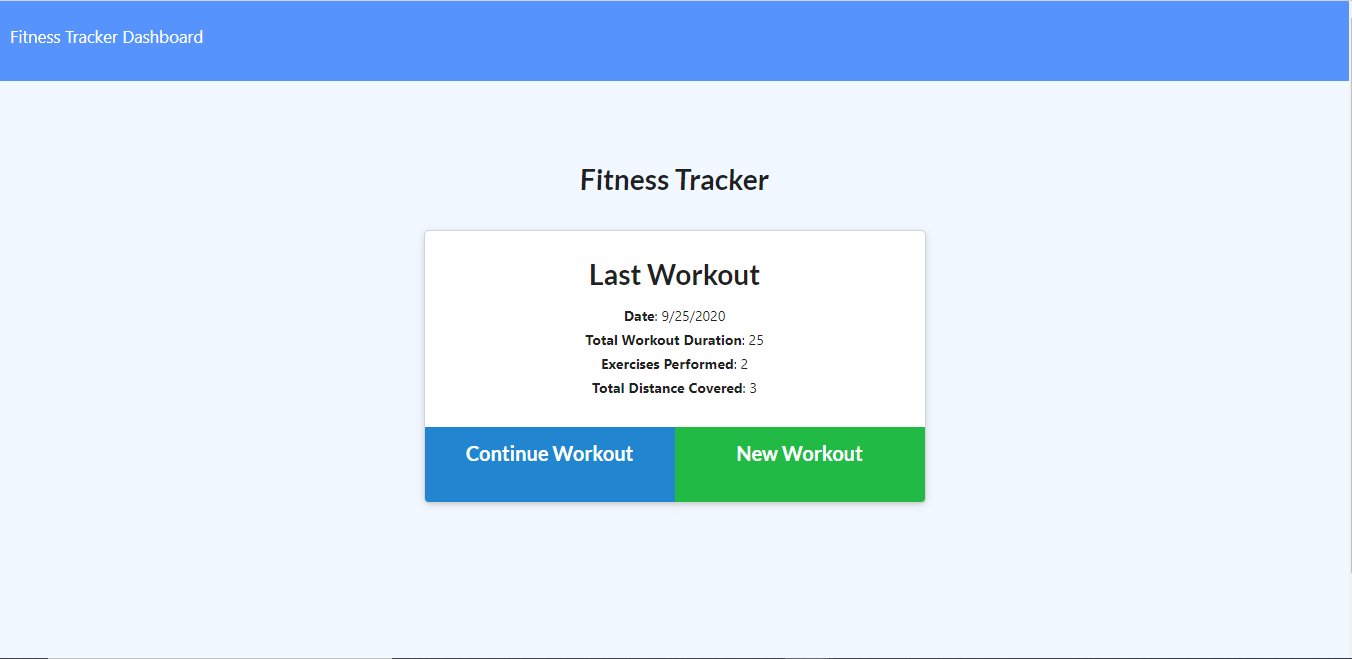 Fitness Tracker Dashboard
Fitness Tracker
Last Workout
Date: 9/25/2020
Total Workout Duration: 25
Exercises Performed: 2
Total Distance Covered: 3
Continue Workout New Workout